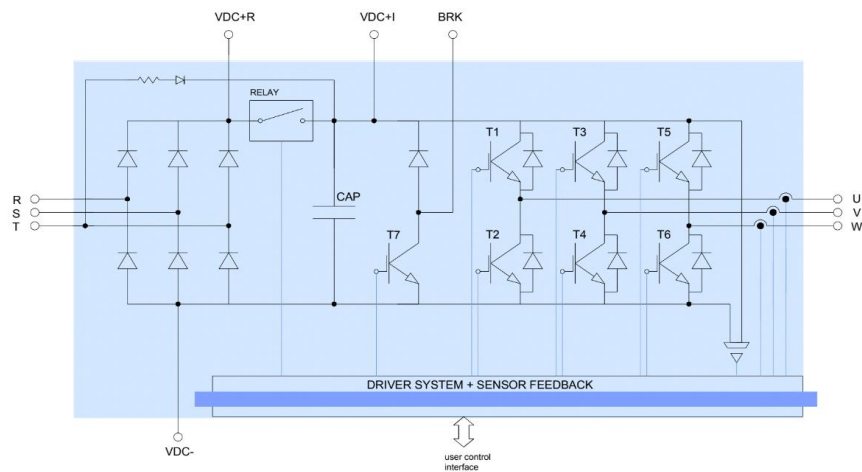 VDC+R
VDC+I
BRK
RELAY
T1
T3
T5
R
S
T
CAP
U
V
W
T7
T2
T4
T6
DRIVER SYSTEM + SENSOR FEEDBACK
VDC-
user control
interface